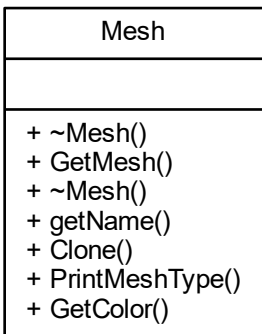 Mesh
+ ~Mesh()
+ GetMesh()
+ ~Mesh()
+ getName()
+ Clone()
+ PrintMeshType()
+ GetColor()